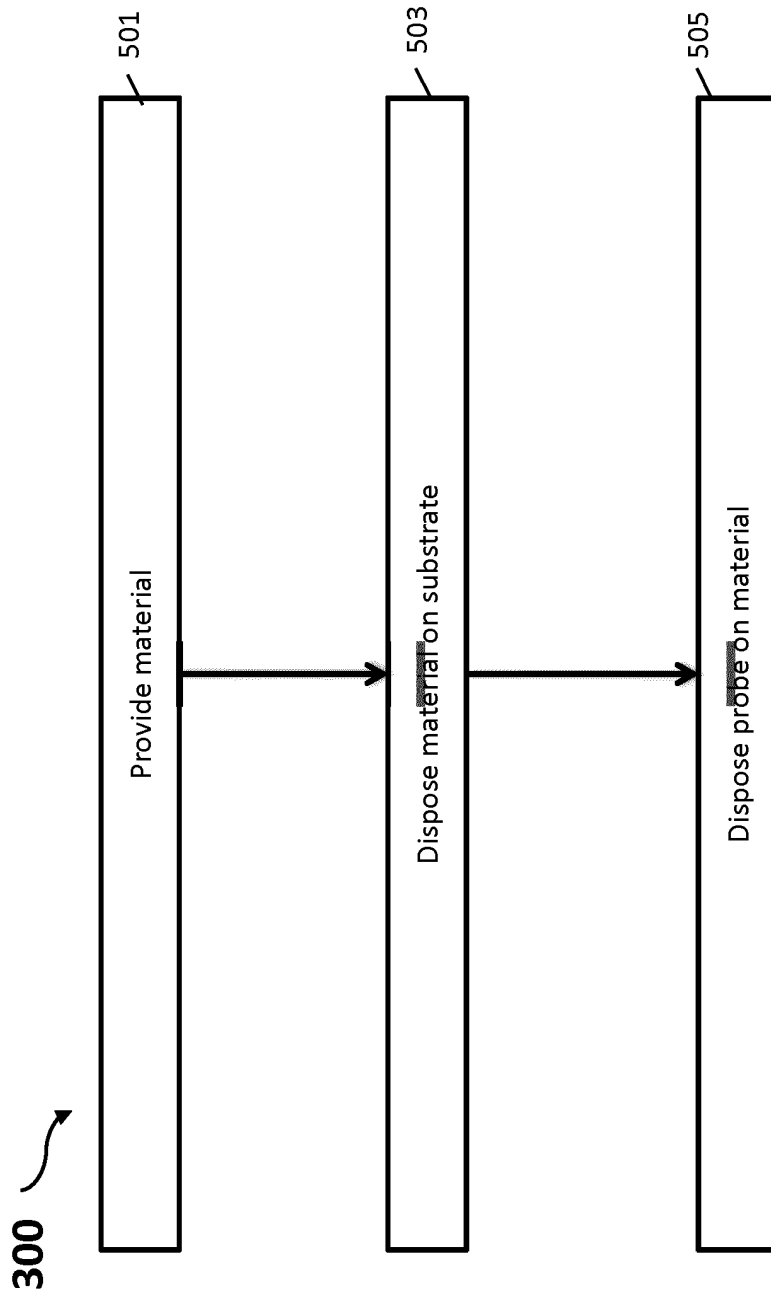 300
Provide material
501
Dispose material on substrate
503
Dispose probe on material
505